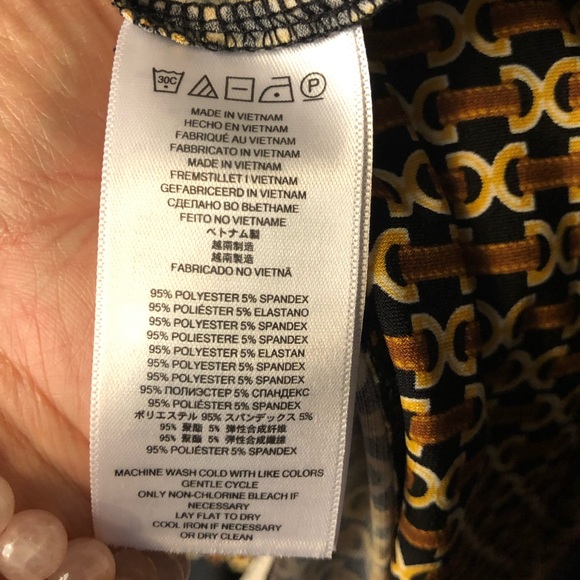 30C P
MADE IN VIETNAM
HECHO EN VIETNAM
FABRIQUÉ AU VIETNAM
FABBRICATO IN VIETNAM
MADE IN VIETNAM
FREMSTILLET I VIETNAM
GEFABRICEERD IN VIETNAM
СДЕЛАНО ВО ВЬЕТНАМЕ
FEITO NO VIETNAME
ベトナム製
越南制造
越南製造
FABRICADO NO VIETNÃ
95% POLYESTER 5% SPANDEX
95% POLIÉSTER 5% ELASTANO
95% POLYESTER 5% SPANDEX
95% POLIESTERE 5% SPANDEX
95% POLYESTER 5% ELASTAN
95% POLYESTER 5% SPANDEX
95% POLYESTER 5% SPANDEX
95% ПОЛИЭСТЕР 5% СПАНДЕКС
95% POLIÉSTER 5% SPANDEX
ポリエステル 95% スパンデックス 5%
95% 聚酯 5% 弹性合成纤维
95% 聚酯 5% 彈性合成纖維
95% POLIÉSTER 5% SPANDEX
MACHINE WASH COLD WITH LIKE COLORS
GENTLE CYCLE
ONLY NON-CHLORINE BLEACH IF
NECESSARY
LAY FLAT TO DRY
COOL IRON IF NECESSARY
OR DRY CLEAN